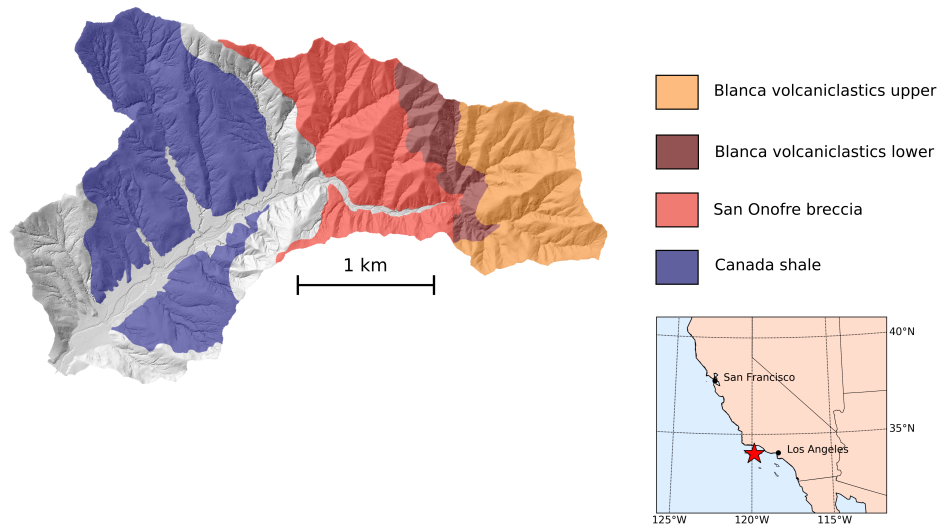 Blanca volcaniclastics upper
Blanca volcaniclastics lower
San Onofre breccia
Canada shale
1 km
40°N
San Francisco
35°N
Los Angeles
125°W 120°W 115°W